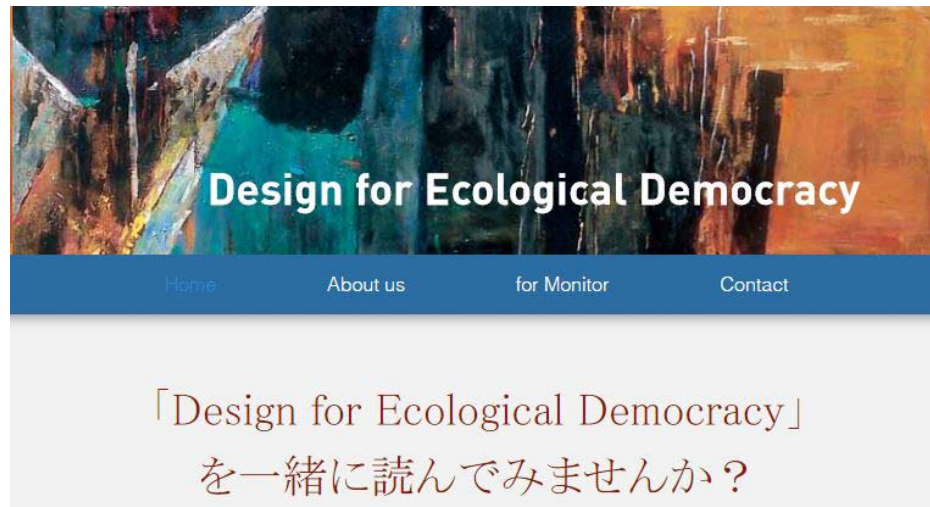 Design for Ecological Democracy
Home About us for Monitor Contact
「Design for Ecological Democracy」
を一緒に読んでみませんか？